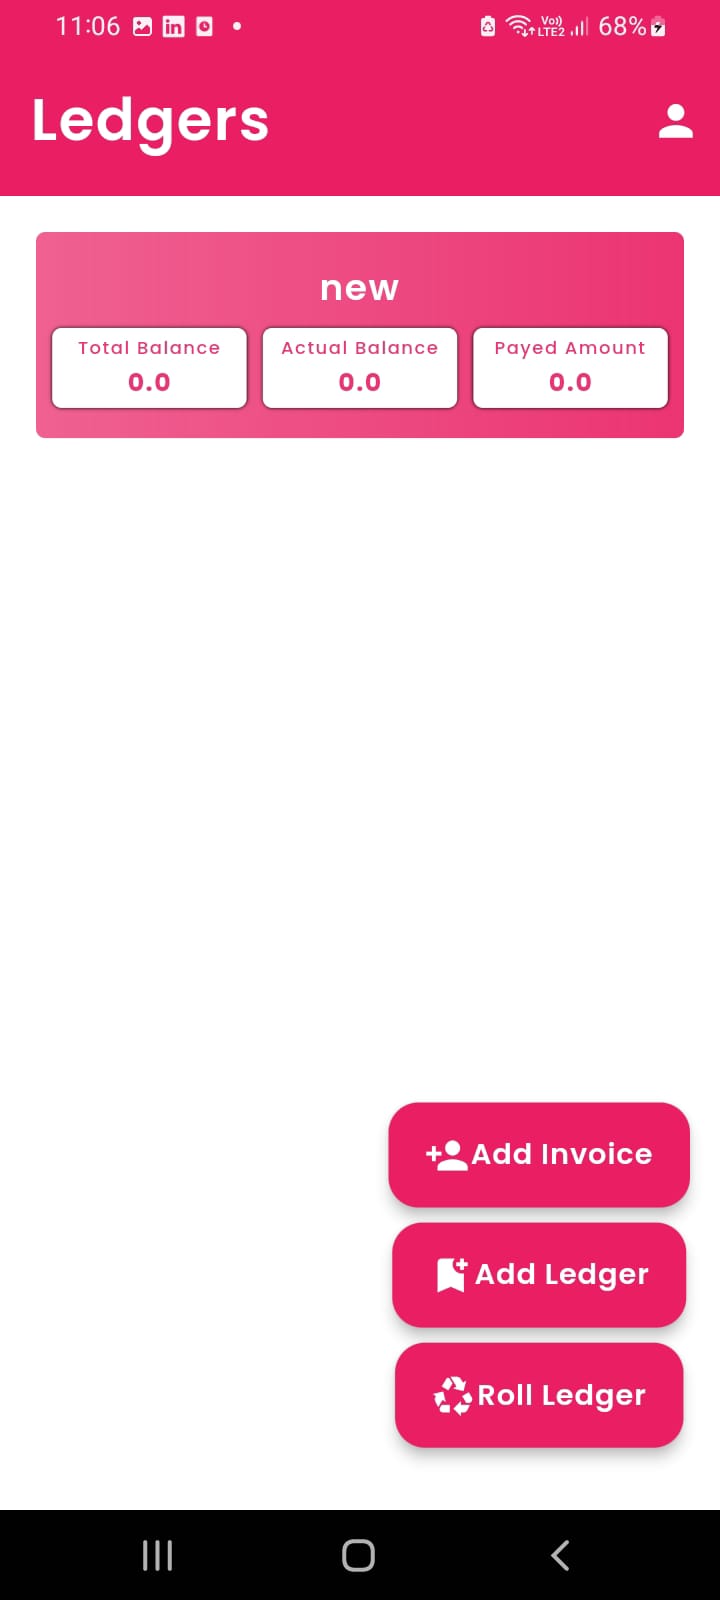 11:06 in Vo)) LTE2 68%
Ledgers
new
Total Balance Actual Balance Payed Amount
0.0 0.0 0.0
Add Invoice
Add Ledger
Roll Ledger